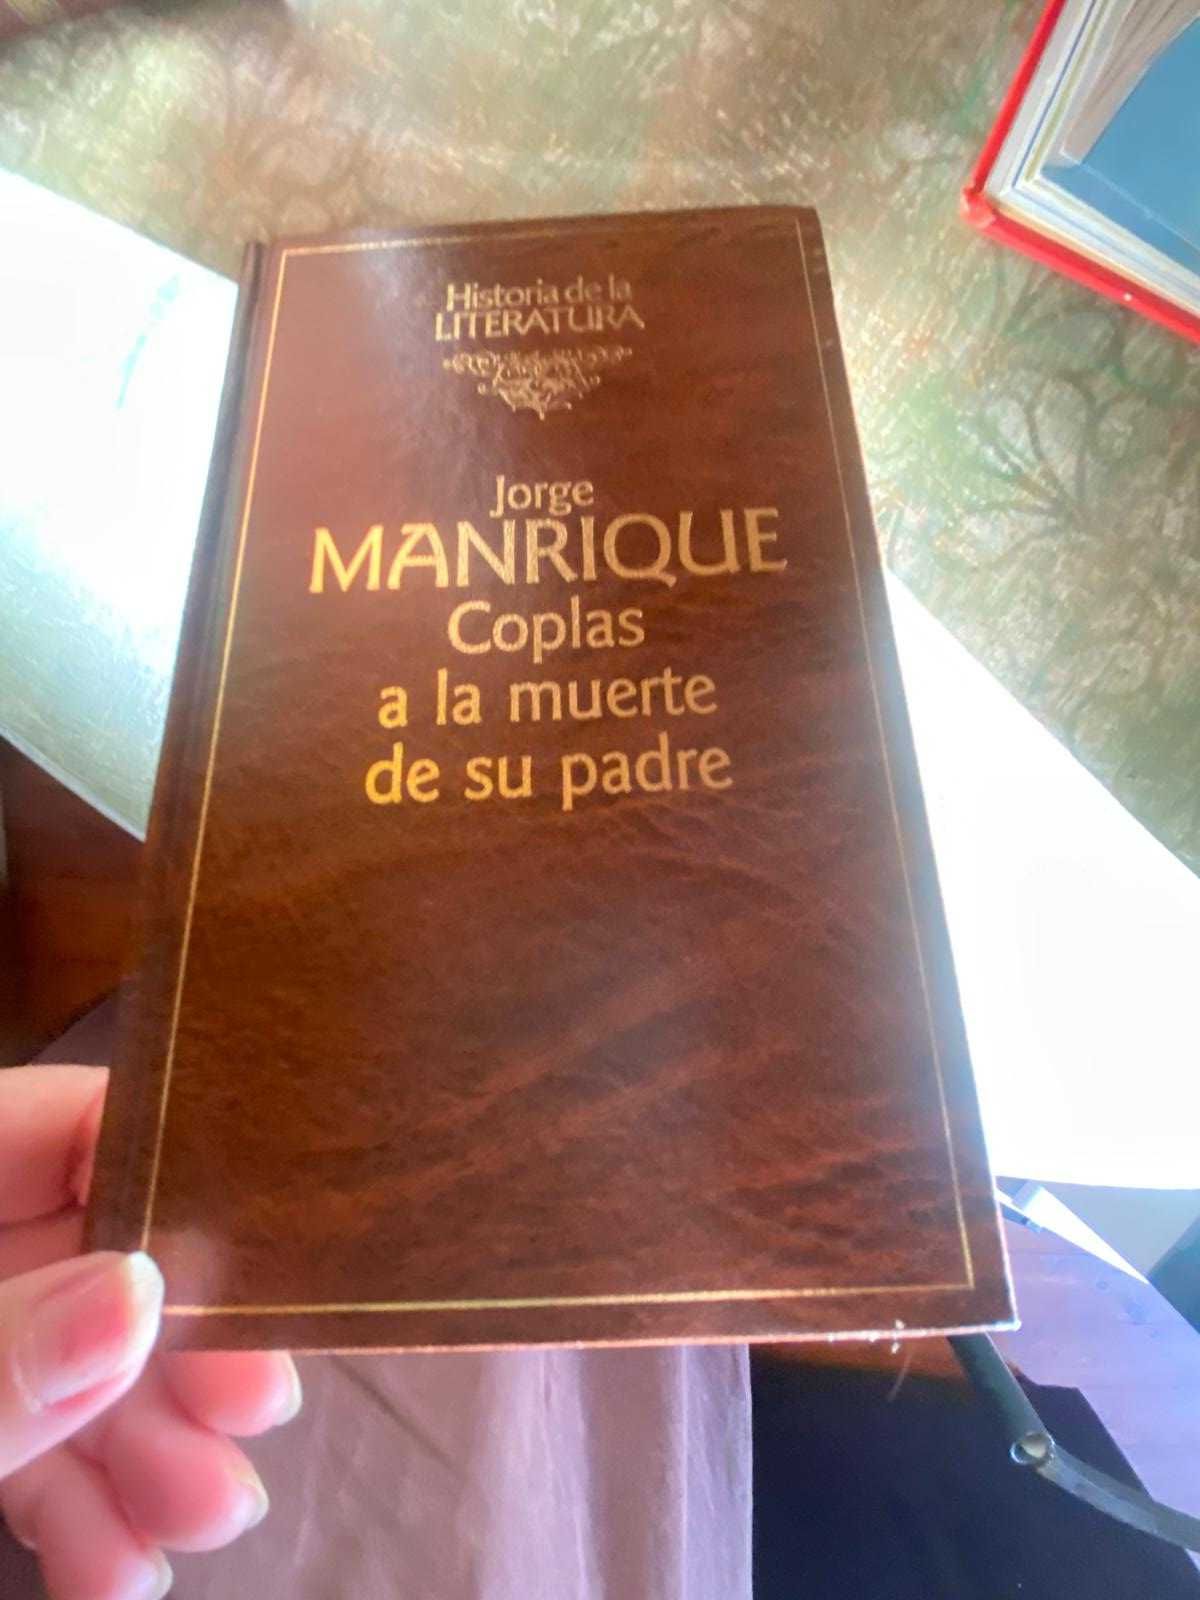 Historia de la
LITERATURA
Jorge
MANRIQUE
Coplas
a la muerte
de su padre